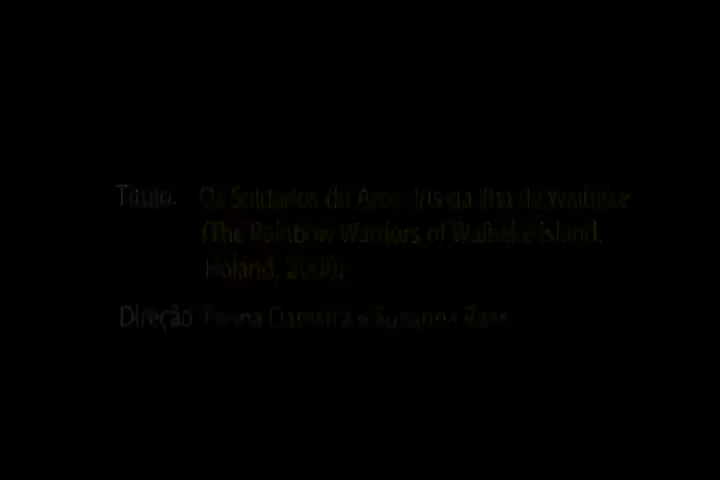 Título: Os Soldados do Arco-Íris da Ilha de Waiheke
(The Rainbow Warriors of Waiheke Island,
Holand, 2000)
Direção: e Suzanne